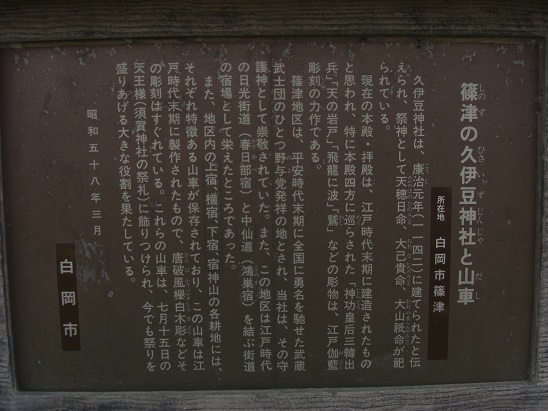 篠津の久伊豆神社と山車
しのづ ひさいずじんじゃ だし
所在地 白岡市篠津
久伊豆神社は、康治元年(一一四二)に建てられたと伝
えられ、祭神として天穂日命、大己貴命、大山祇命が祀
られている。
現在の本殿・拝殿は、江戸時代末期に建造されたもの
と思われ、特に本殿四方に巡らされた「神功皇后三韓出
兵」「天の岩戸」「飛龍に波」「鷲」などの彫物は、江戸伽藍
彫刻の力作である。
篠津地区は、平安時代末期に全国に勇名を馳せた武蔵
武士団のひとつ野与党発祥の地とされ、当社は、その守
護神として崇敬されていた。また、この地区は江戸時代
の日光街道(春日部宿)と中仙道(鴻巣宿)を結ぶ街道
の宿場として栄えたところであった。
また、地区内の上宿、横宿、下宿、宿神山の各耕地には、
それぞれ特徴ある山車が保存されており、この山車は江
戸時代末期に製作されたもので、唐破風欅白木彫などそ
の彫刻はすぐれている。これらの山車は、七月十五日の
天王様(須賀神社の祭礼)に飾りつけられ、今でも祭りを
盛りあげる大きな役割を果たしている。
昭和五十八年三月
白岡市